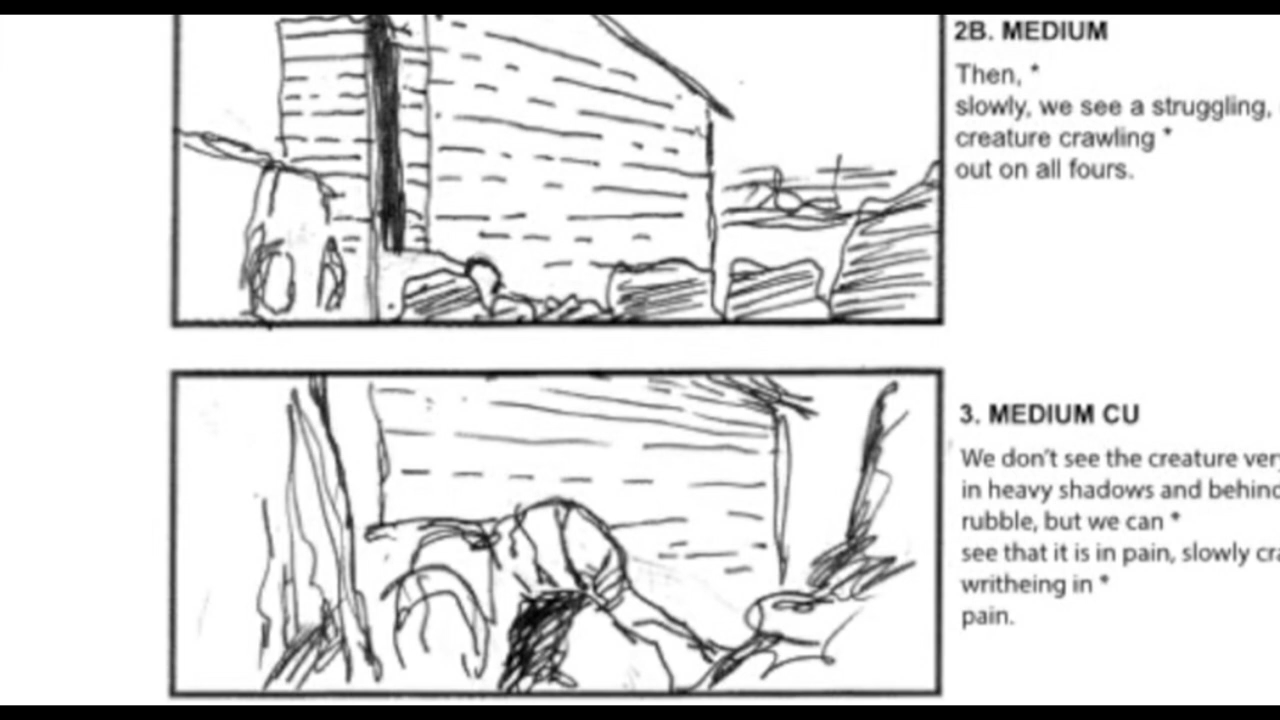 2B. MEDIUM
Then, *
slowly, we see a struggling,
creature crawling *
out on all fours.
3. MEDIUM CU
We don't see the creature very
in heavy shadows and behind
rubble, but we can *
see that it is in pain, slowly
writheing in *
pain.